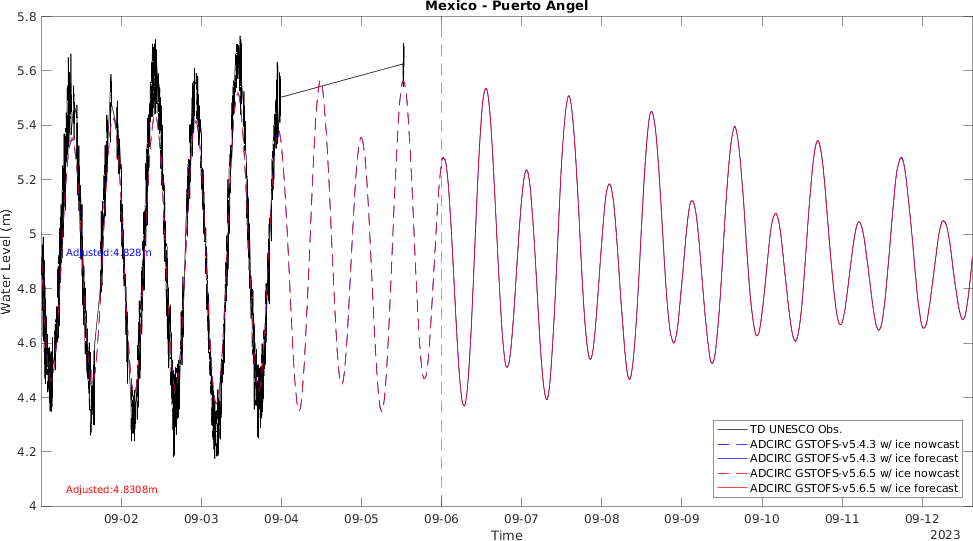 Mexico - Puerto Angel
5.8
5.6
5.4
5.2
5
4.8
4.6
4.4
4.2
4
Water Level (m)
Adjusted:4.828m
Adjusted:4.8308m
TD UNESCO Obs.
ADCIRC GSTOFS-v5.4.3 w/ ice nowcast
ADCIRC GSTOFS-v5.4.3 w/ ice forecast
ADCIRC GSTOFS-v5.6.5 w/ ice nowcast
ADCIRC GSTOFS-v5.6.5 w/ ice forecast
09-02 09-03 09-04 09-05 09-06 09-07 09-08 09-09 09-10 09-11 09-12
Time
2023